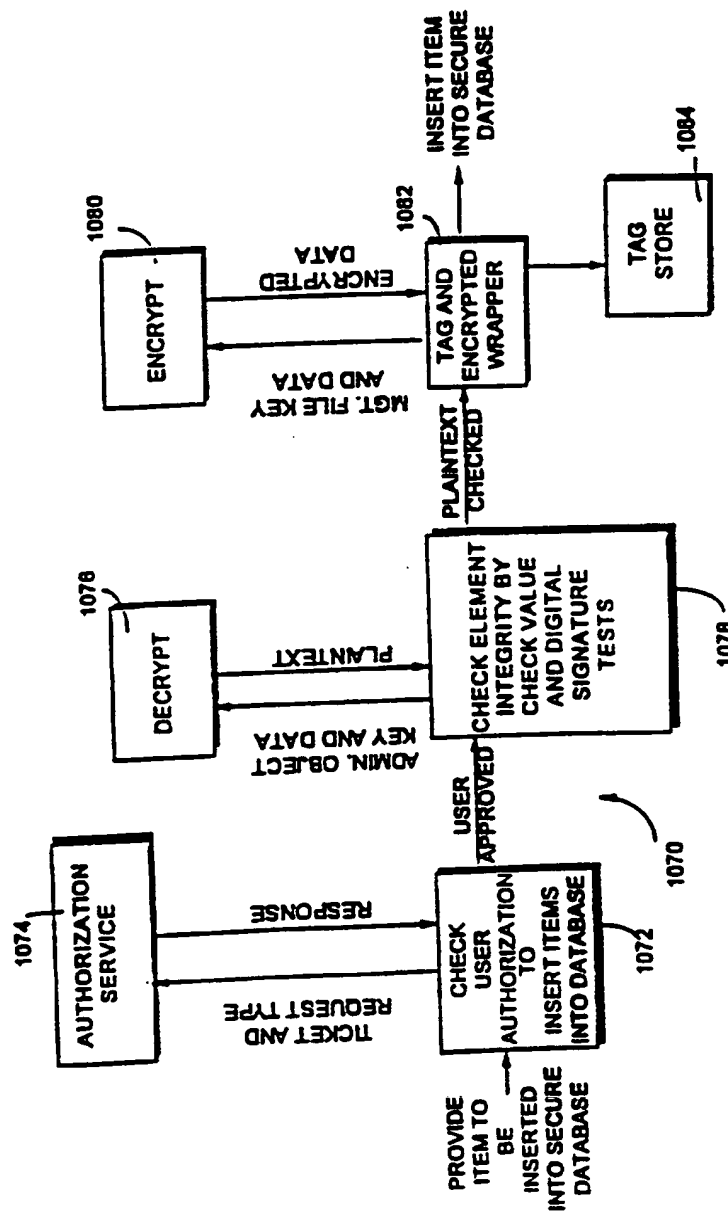 PROVIDE
ITEM TO
BE
INSERTED
INTO SECURE
DATABASE
1074
AUTHORIZATION
SERVICE
TICKET AND
REQUEST TYPE
RESPONSE
CHECK
USER
AUTHORIZATION
TO
INSERT ITEMS
INTO DATABASE
1072
1070
USER
APPROVED
DECRYPT
1078
ADMIN. OBJECT
KEY AND DATA
PLAINTEXT
CHECK ELEMENT
INTEGRITY BY
CHECK VALUE
AND DIGITAL
SIGNATURE
TESTS
PLAINTEXT
CHECKED
ENCRYPT
1080
MGT. FILE KEY
AND DATA
ENCRYPTED
DATA
1082
TAG AND
ENCRYPTED
WRAPPER
INSERT ITEM
INTO SECURE
DATABASE
TAG
STORE
1084